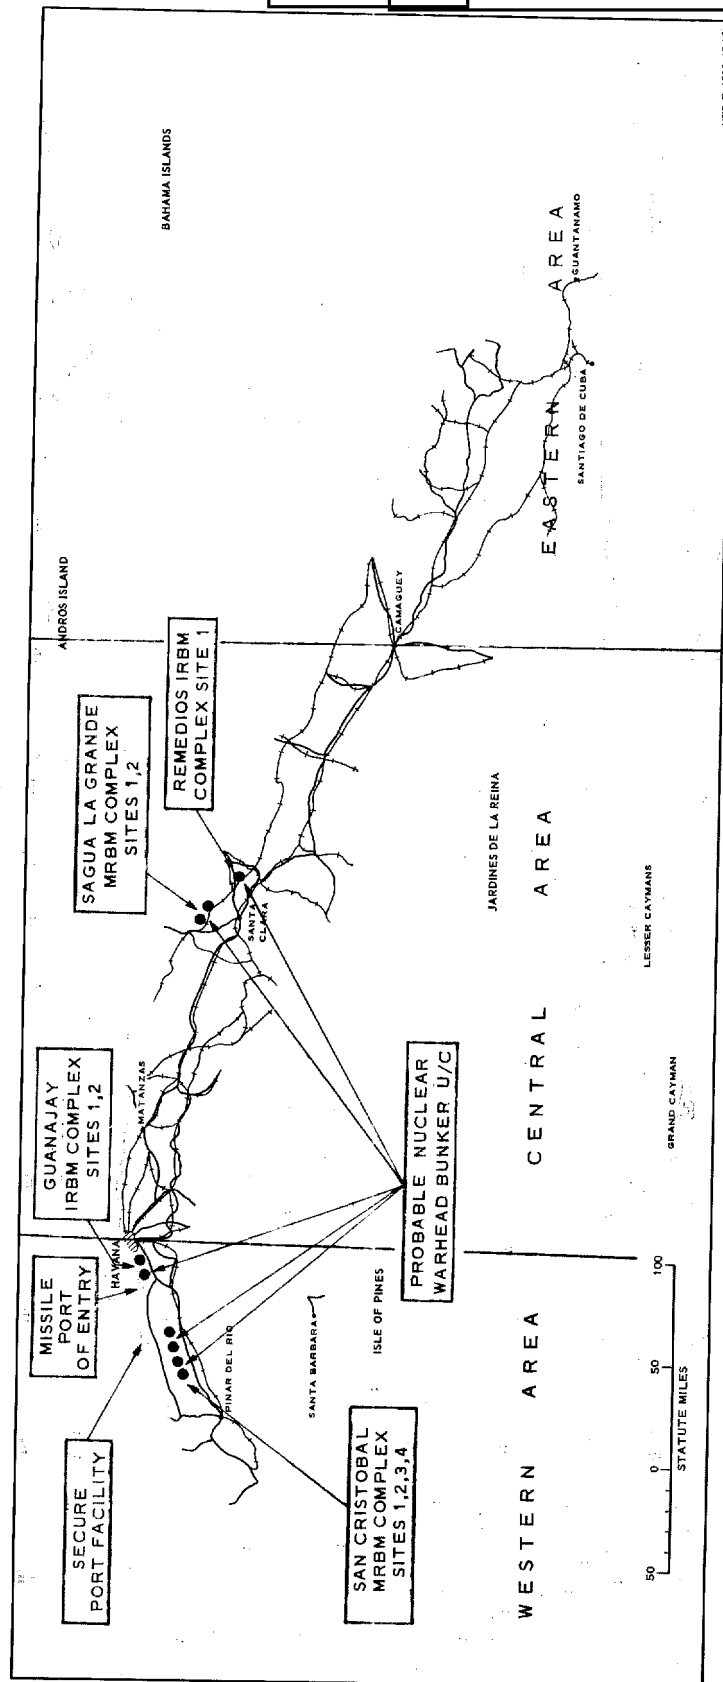 SECURE
PORT FACILITY
MISSILE
PORT
OF ENTRY
GUANAJAY
IRBM COMPLEX
SITES 1,2
SAGUA LA GRANDE
MRBM COMPLEX
SITES 1,2
REMEDIOS IRBM
COMPLEX SITE 1
ANDROS ISLAND
BAHAMA ISLANDS
HAVANA
MATANZAS
SANTA
CLARA
CAMAGUEY
PINAR DEL RIO
SANTA BARBARA
ISLE OF PINES
SAN CRISTOBAL
MRBM COMPLEX
SITES 1,2,3,4
PROBABLE NUCLEAR
WARHEAD BUNKER U/C
JARDINES DE LA REINA
SANTIAGO DE CUBA
GUANTANAMO
WESTERN AREA
CENTRAL AREA
EASTERN AREA
GRAND CAYMAN
LESSER CAYMANS
50 0 50 100
STATUTE MILES